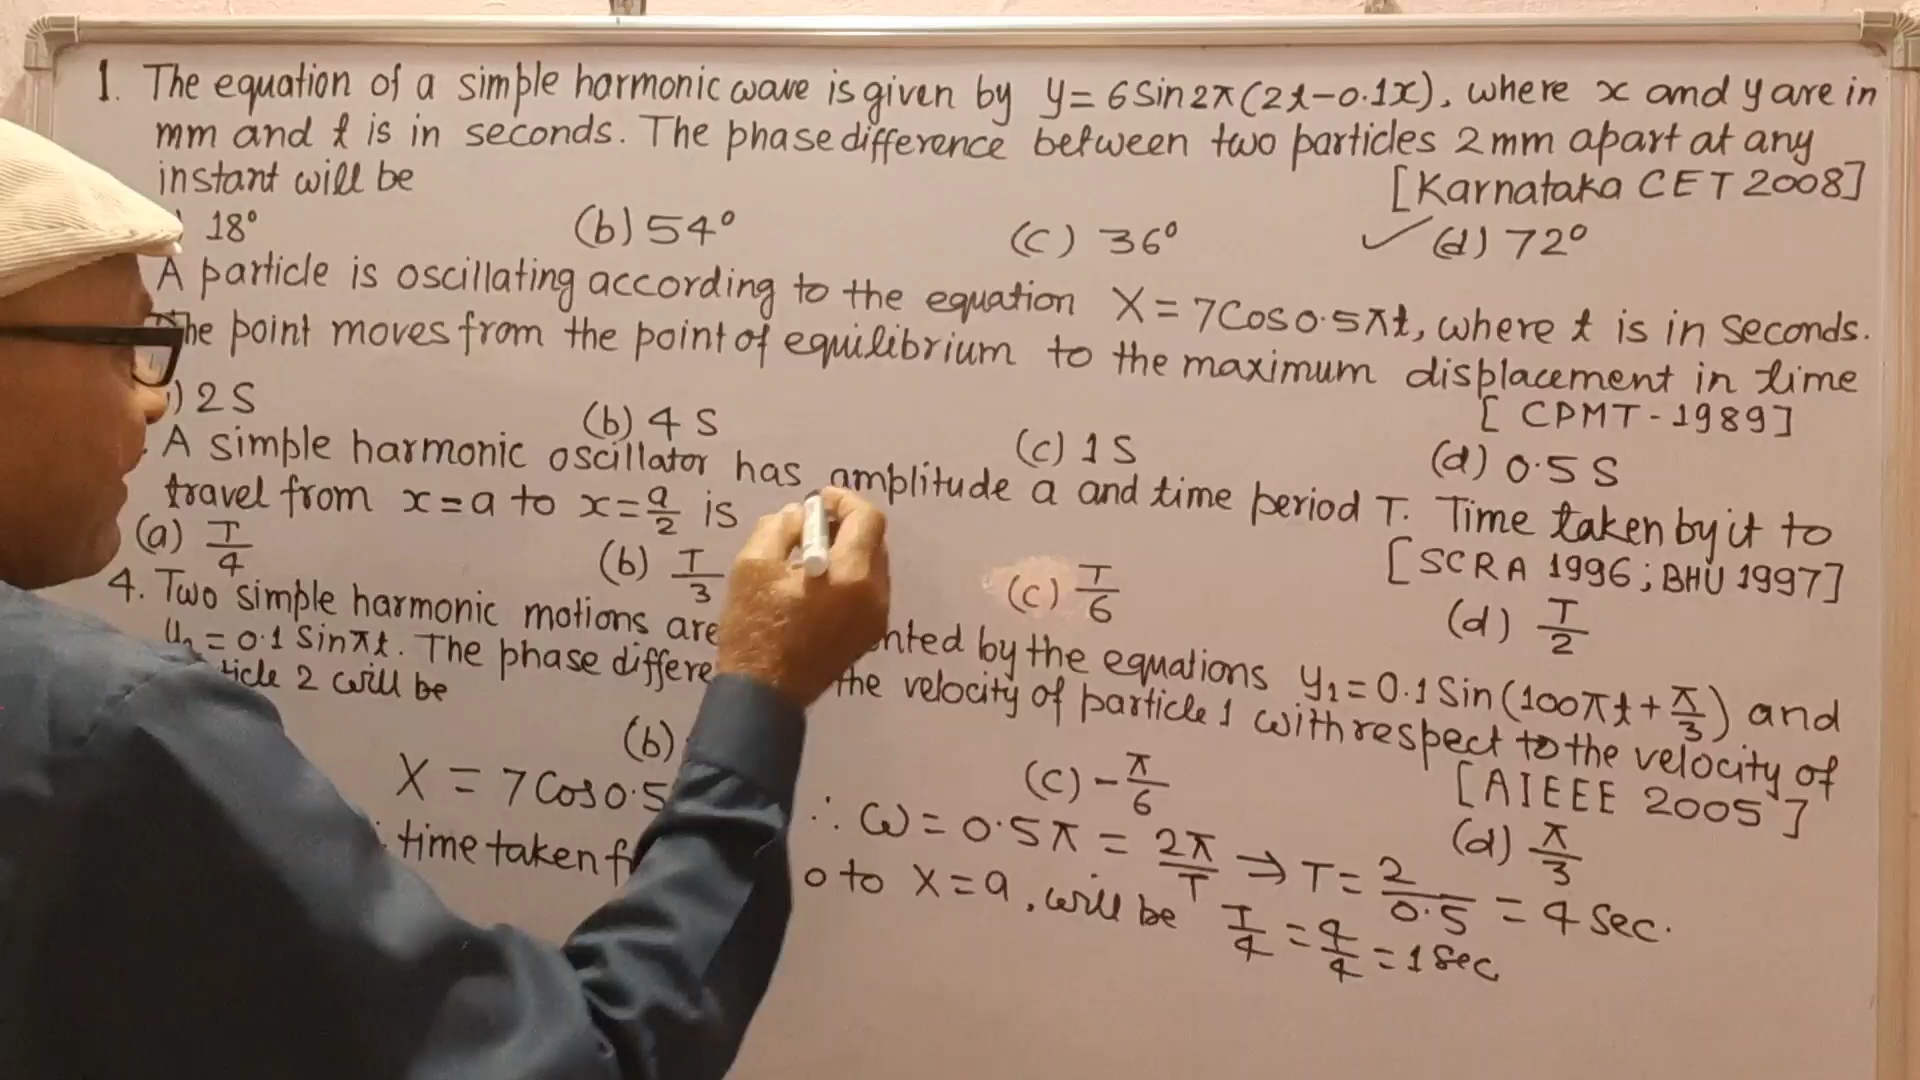 1. The equation of a simple harmonic wave is given by y = 6 Sin 2π (2t - 0.1x), where x and y are in
mm and t is in seconds. The phase difference between two particles 2 mm apart at any
instant will be [Karnataka CET 2008]
) 18° (b) 54° (c) 36° ✓ (d) 72°
A particle is oscillating according to the equation X = 7 Cos 0.5πt, where t is in seconds.
The point moves from the point of equilibrium to the maximum displacement in time
[CPMT - 1989]
) 2 S (b) 4 S (c) 1 S (d) 0.5 S
A simple harmonic oscillator has amplitude a and time period T. Time taken by it to
travel from x = a to x = a/2 is [SCRA 1996; BHU 1997]
(a) T/4 (b) T/3 (c) T/6 (d) T/2
4. Two simple harmonic motions are nted by the equations y₁ = 0.1 Sin (100πt + π/3) and
= 0.1 Sin πt. The phase differe the velocity of particle 1 with respect to the velocity of
ticle 2 will be [AIEEE 2005]
(b) (c) -π/6 (d) π/3
X = 7 Cos 0.5 ∴ ω = 0.5π = 2π/T ⇒ T = 2/0.5 = 4 Sec.
time taken f o to X = a, will be T/4 = 4/4 = 1 Sec